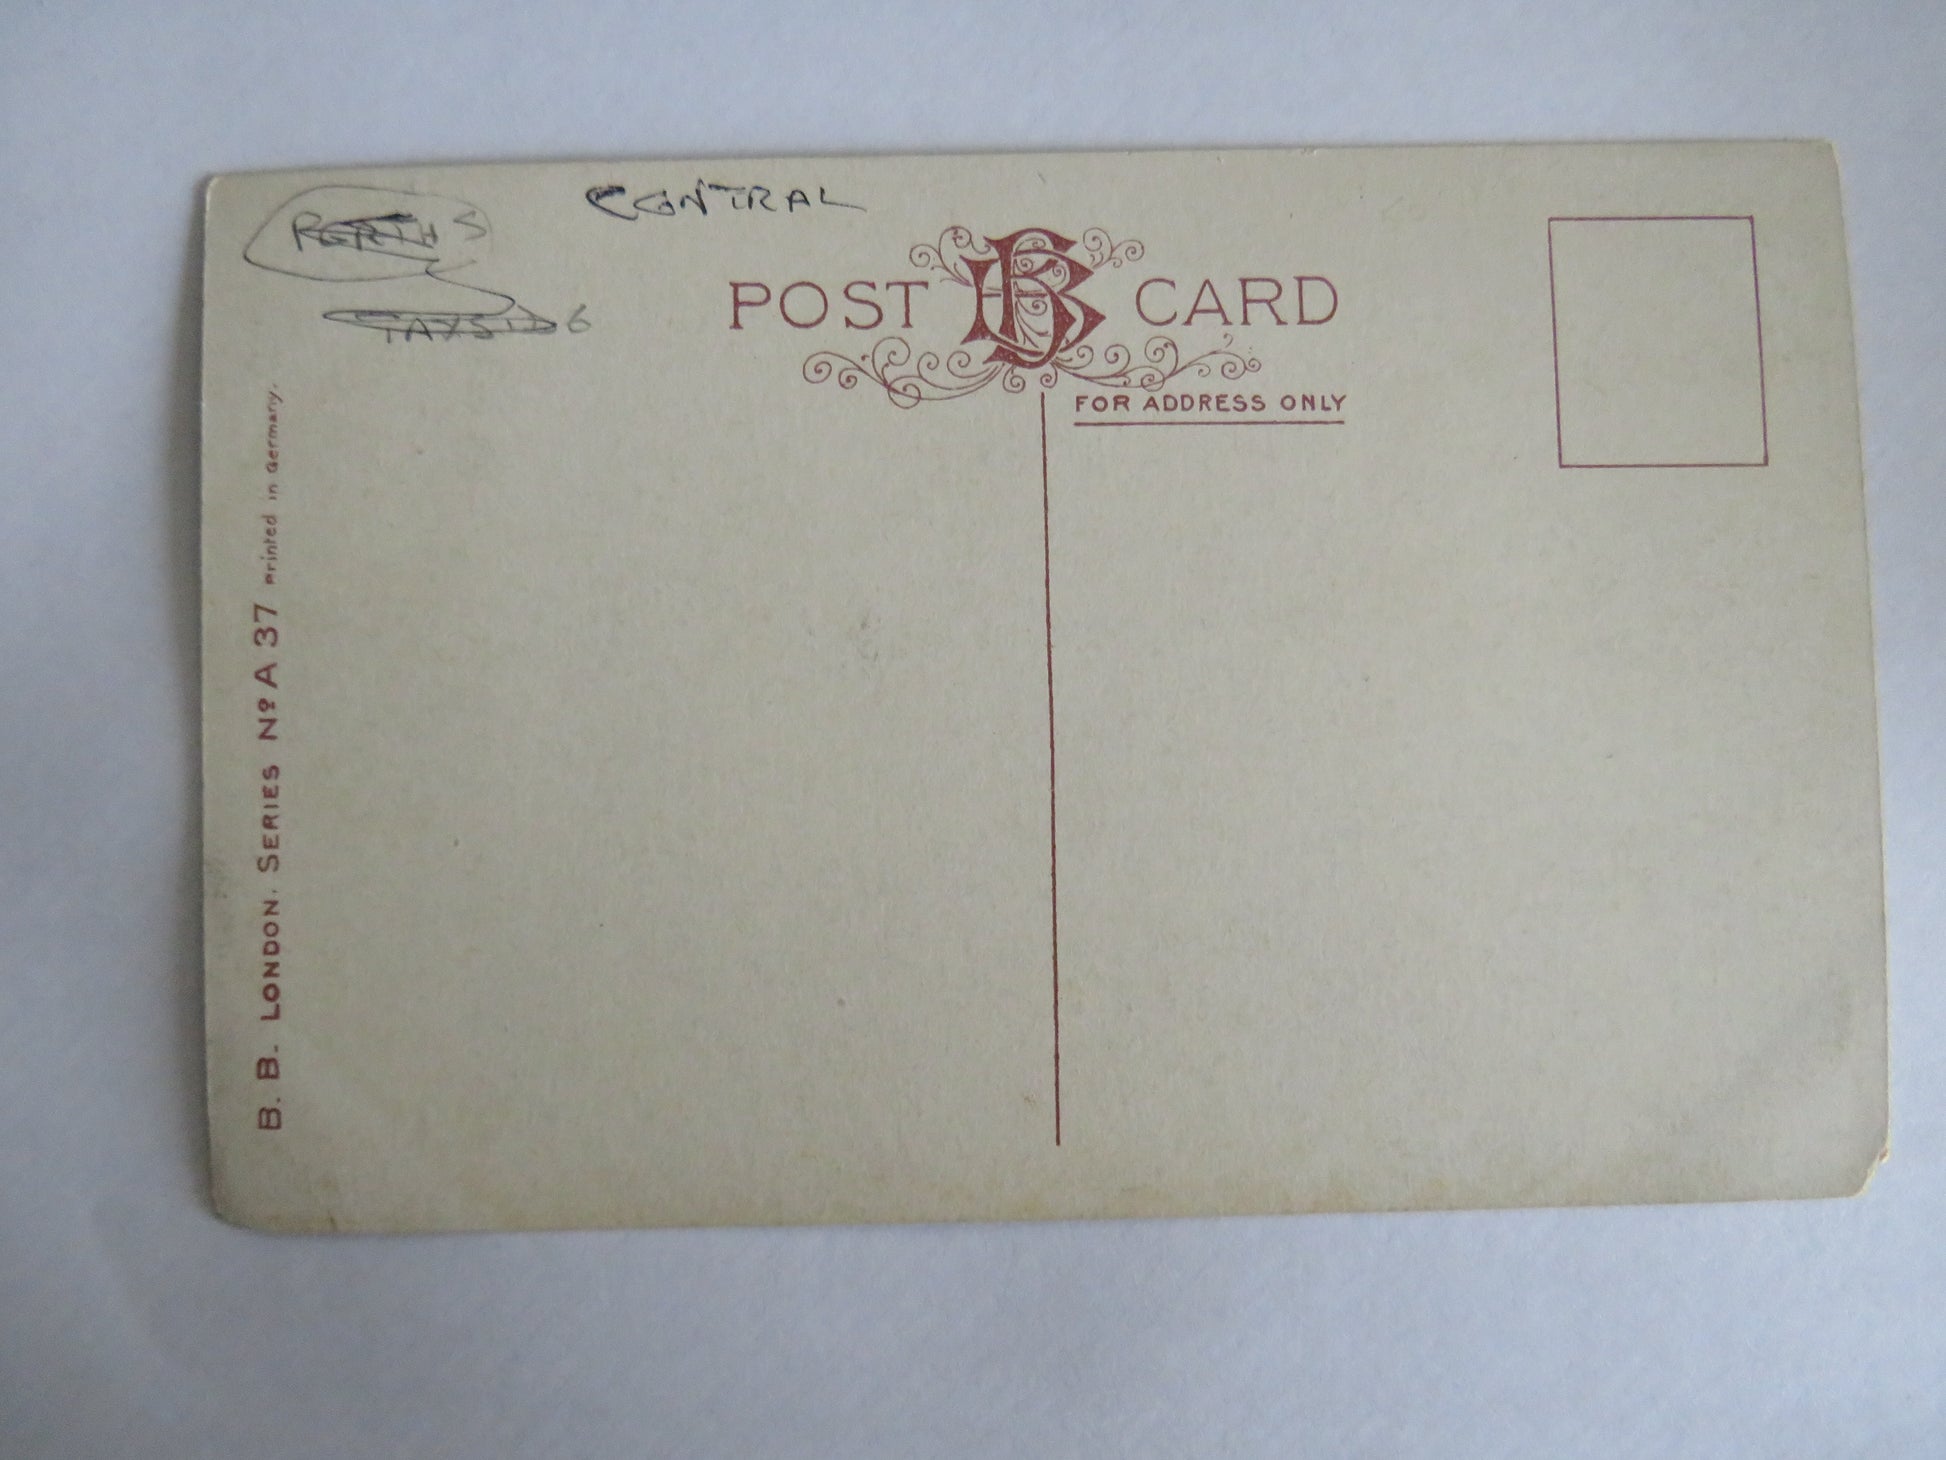 CENTRAL
POST CARD
FOR ADDRESS ONLY
B. B. LONDON. SERIES Nº A 37 Printed in Germany.